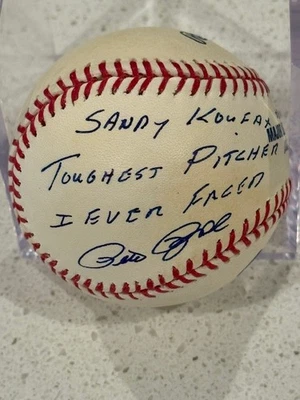 SANDY KOUFAX
TOUGHEST PITCHER
I EVER FACED
Pete Rose